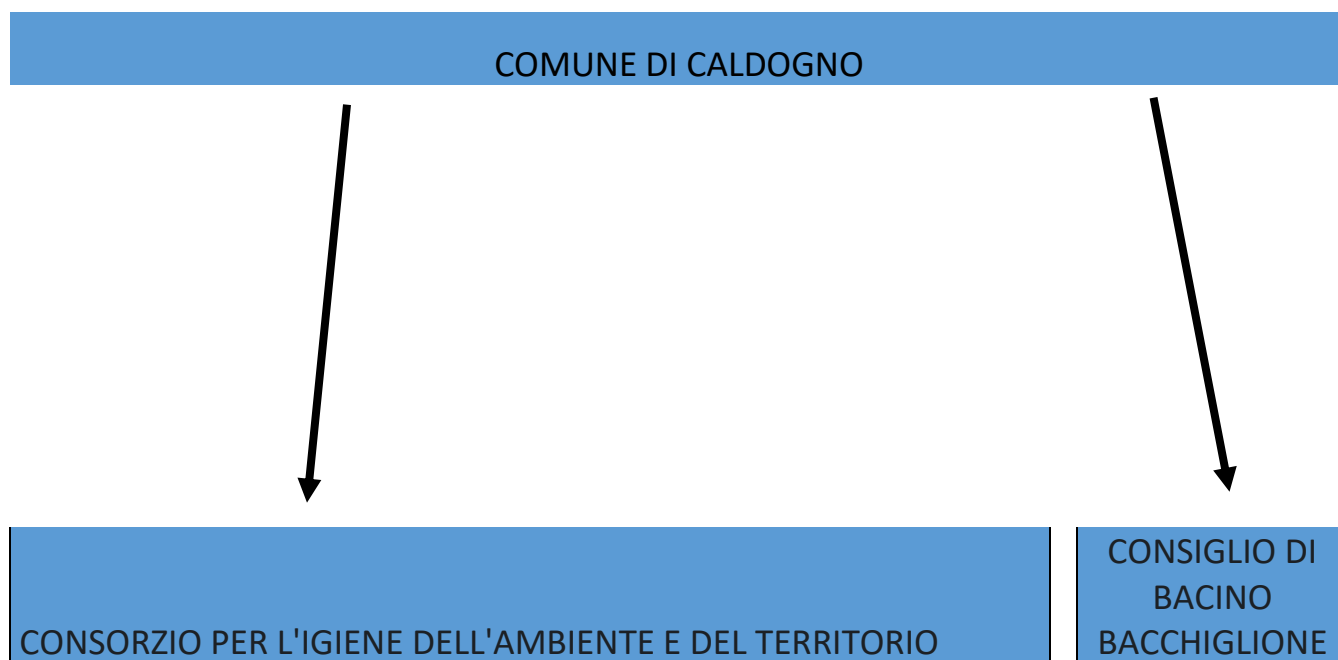 COMUNE DI CALDOGNO
CONSORZIO PER L'IGIENE DELL'AMBIENTE E DEL TERRITORIO
CONSIGLIO DI
BACINO
BACCHIGLIONE